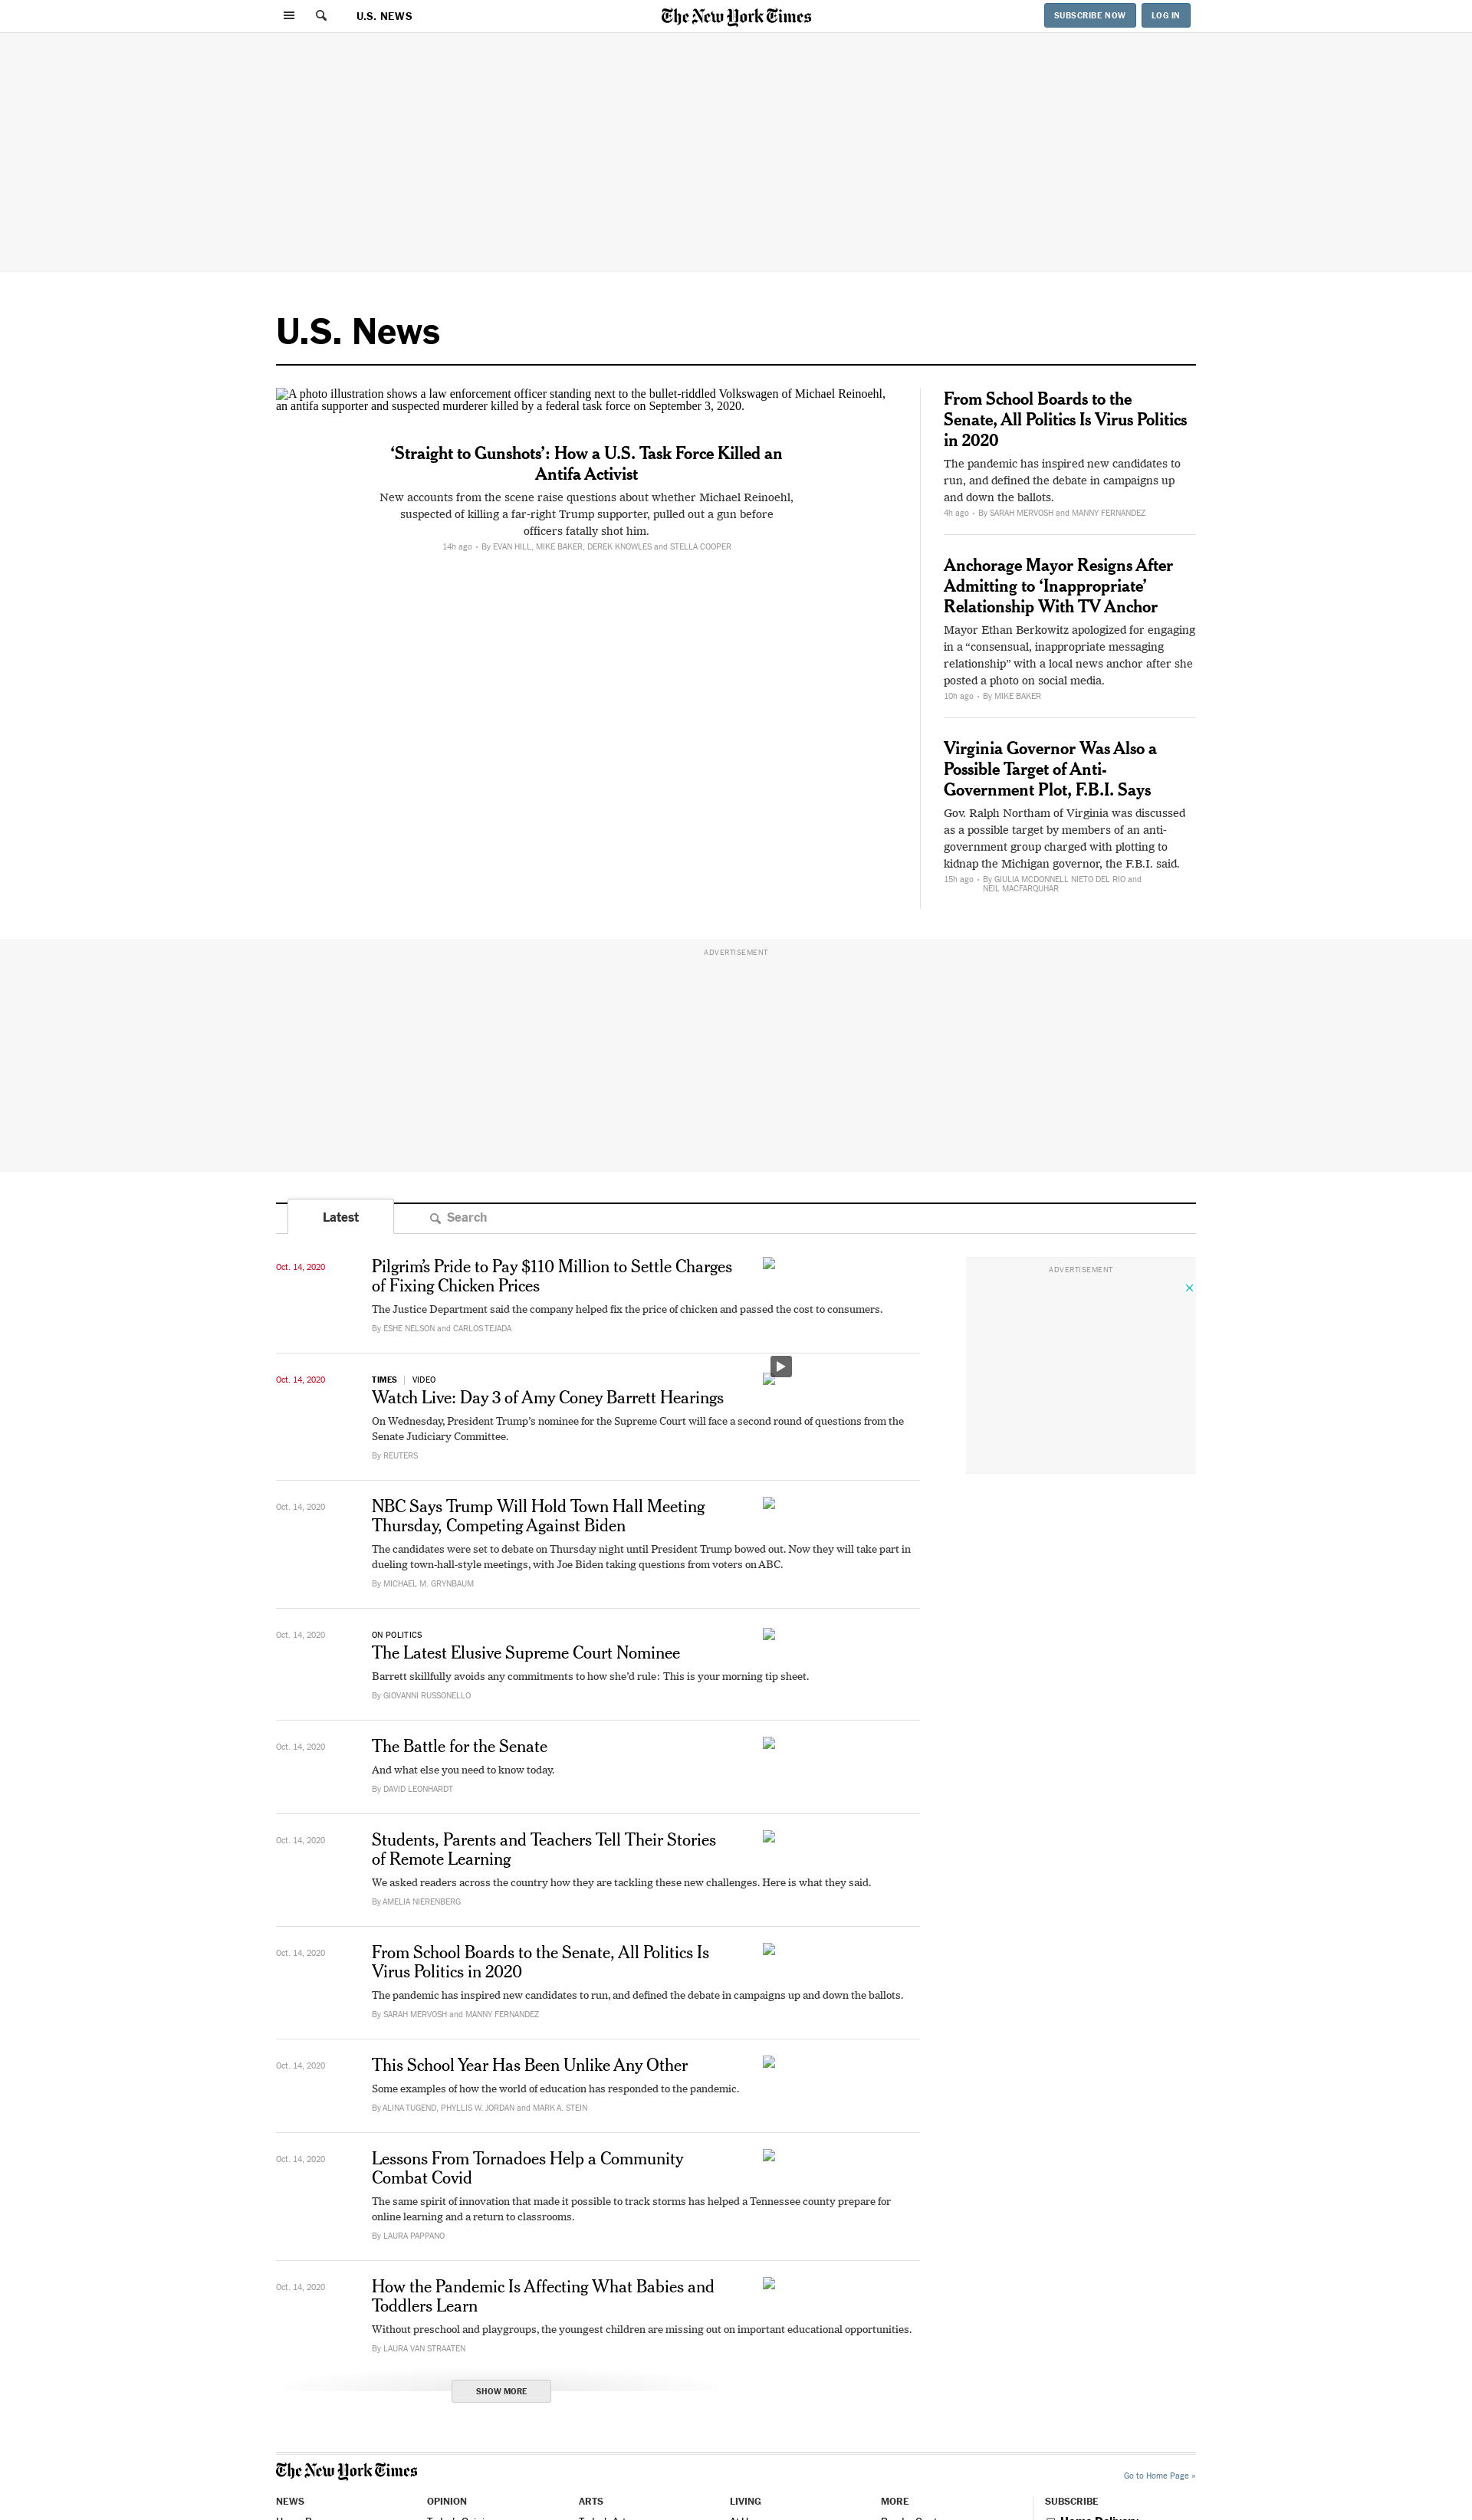 U.S. NEWS
The New York Times
SUBSCRIBE NOW
LOG IN
U.S. News
A photo illustration shows a law enforcement officer standing next to the bullet-riddled Volkswagen of Michael Reinoehl,
an antifa supporter and suspected murderer killed by a federal task force on September 3, 2020.
‘Straight to Gunshots’: How a U.S. Task Force Killed an
Antifa Activist
New accounts from the scene raise questions about whether Michael Reinoehl,
suspected of killing a far-right Trump supporter, pulled out a gun before
officers fatally shot him.
14h ago • By EVAN HILL, MIKE BAKER, DEREK KNOWLES and STELLA COOPER
From School Boards to the
Senate, All Politics Is Virus Politics
in 2020
The pandemic has inspired new candidates to
run, and defined the debate in campaigns up
and down the ballots.
4h ago • By SARAH MERVOSH and MANNY FERNANDEZ
Anchorage Mayor Resigns After
Admitting to ‘Inappropriate’
Relationship With TV Anchor
Mayor Ethan Berkowitz apologized for engaging
in a “consensual, inappropriate messaging
relationship” with a local news anchor after she
posted a photo on social media.
10h ago • By MIKE BAKER
Virginia Governor Was Also a
Possible Target of Anti-
Government Plot, F.B.I. Says
Gov. Ralph Northam of Virginia was discussed
as a possible target by members of an anti-
government group charged with plotting to
kidnap the Michigan governor, the F.B.I. said.
15h ago • By GIULIA MCDONNELL NIETO DEL RIO and
NEIL MACFARQUHAR
ADVERTISEMENT
Latest
Search
Oct. 14, 2020
Pilgrim’s Pride to Pay $110 Million to Settle Charges
of Fixing Chicken Prices
The Justice Department said the company helped fix the price of chicken and passed the cost to consumers.
By ESHE NELSON and CARLOS TEJADA
ADVERTISEMENT
Oct. 14, 2020
TIMES | VIDEO
Watch Live: Day 3 of Amy Coney Barrett Hearings
On Wednesday, President Trump’s nominee for the Supreme Court will face a second round of questions from the
Senate Judiciary Committee.
By REUTERS
Oct. 14, 2020
NBC Says Trump Will Hold Town Hall Meeting
Thursday, Competing Against Biden
The candidates were set to debate on Thursday night until President Trump bowed out. Now they will take part in
dueling town-hall-style meetings, with Joe Biden taking questions from voters on ABC.
By MICHAEL M. GRYNBAUM
Oct. 14, 2020
ON POLITICS
The Latest Elusive Supreme Court Nominee
Barrett skillfully avoids any commitments to how she’d rule: This is your morning tip sheet.
By GIOVANNI RUSSONELLO
Oct. 14, 2020
The Battle for the Senate
And what else you need to know today.
By DAVID LEONHARDT
Oct. 14, 2020
Students, Parents and Teachers Tell Their Stories
of Remote Learning
We asked readers across the country how they are tackling these new challenges. Here is what they said.
By AMELIA NIERENBERG
Oct. 14, 2020
From School Boards to the Senate, All Politics Is
Virus Politics in 2020
The pandemic has inspired new candidates to run, and defined the debate in campaigns up and down the ballots.
By SARAH MERVOSH and MANNY FERNANDEZ
Oct. 14, 2020
This School Year Has Been Unlike Any Other
Some examples of how the world of education has responded to the pandemic.
By ALINA TUGEND, PHYLLIS W. JORDAN and MARK A. STEIN
Oct. 14, 2020
Lessons From Tornadoes Help a Community
Combat Covid
The same spirit of innovation that made it possible to track storms has helped a Tennessee county prepare for
online learning and a return to classrooms.
By LAURA PAPPANO
Oct. 14, 2020
How the Pandemic Is Affecting What Babies and
Toddlers Learn
Without preschool and playgroups, the youngest children are missing out on important educational opportunities.
By LAURA VAN STRAATEN
SHOW MORE
The New York Times
Go to Home Page »
NEWS
OPINION
ARTS
LIVING
MORE
SUBSCRIBE